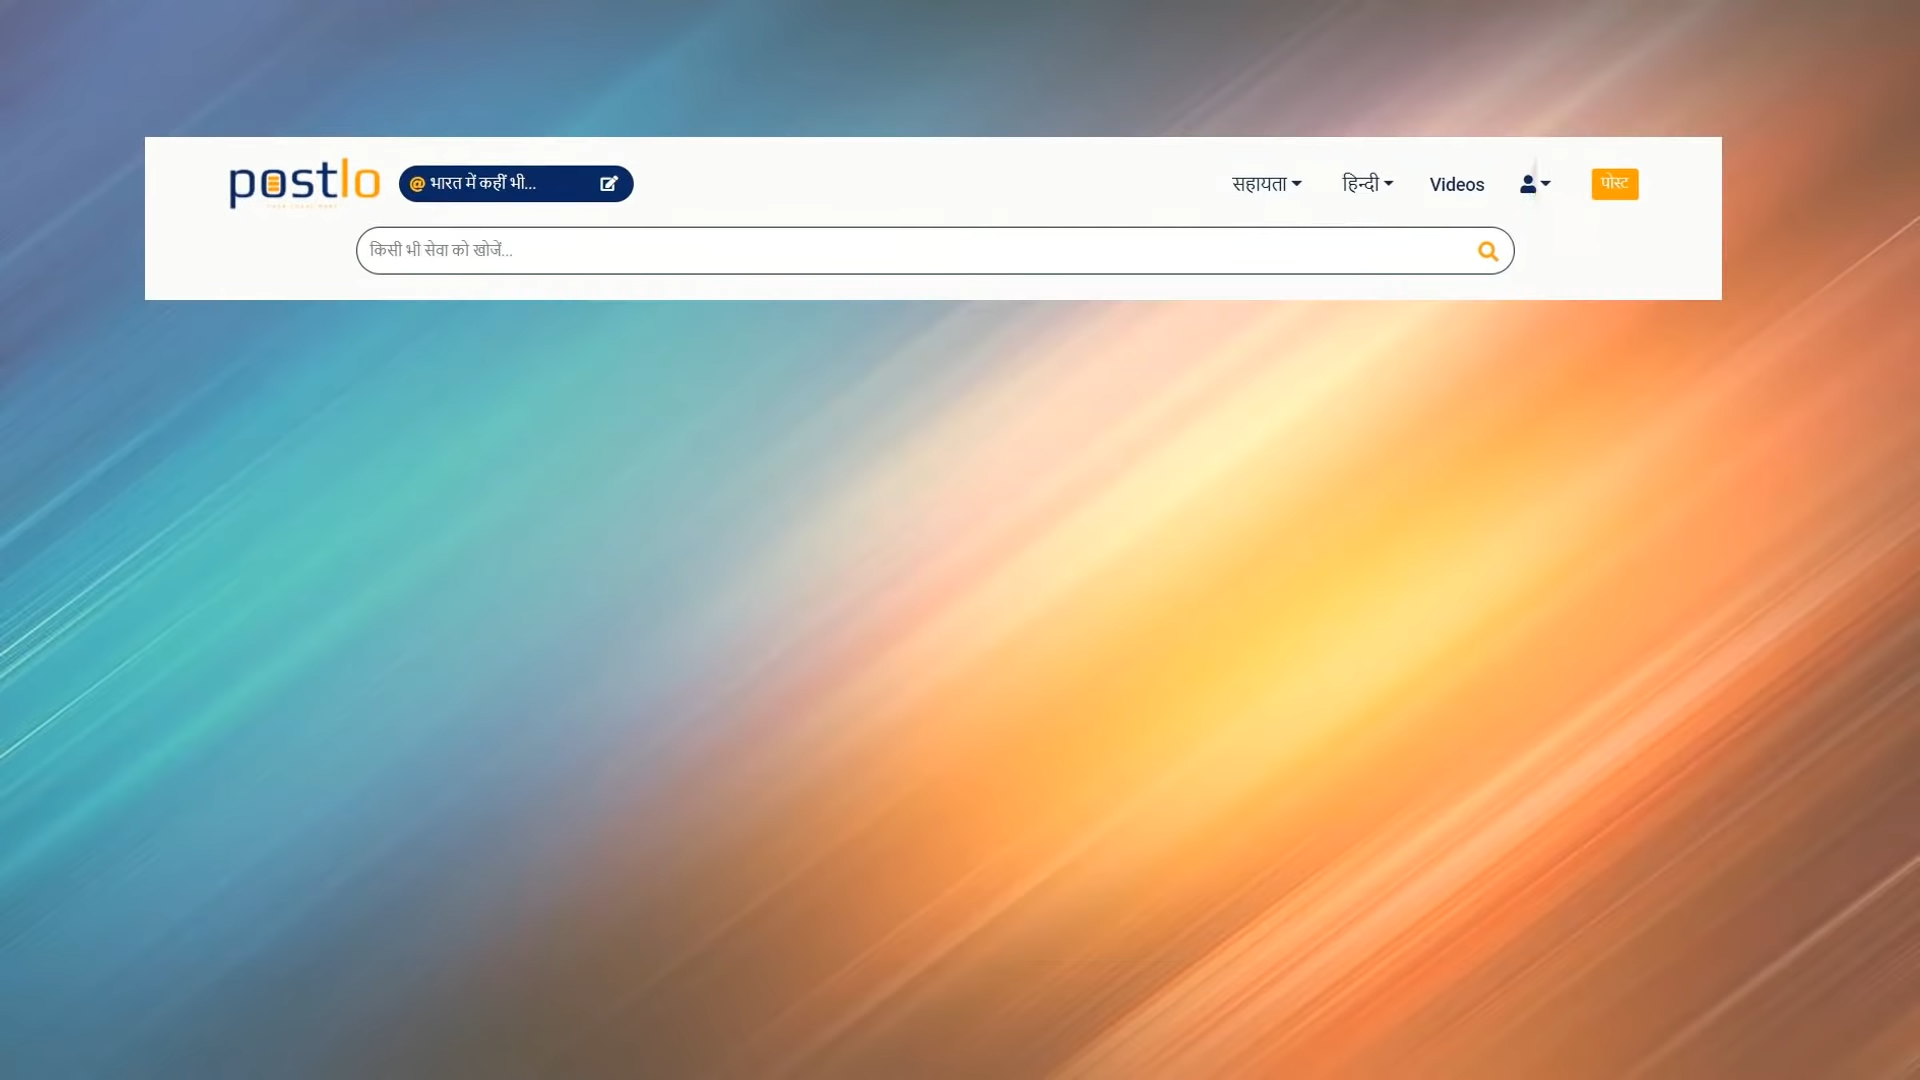 postlo @ भारत में कहीं भी... सहायता हिन्दी Videos पोस्ट
किसी भी सेवा को खोजें...